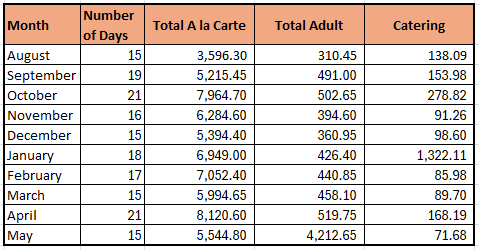 Month Number of Days Total A la Carte Total Adult Catering
August 15 3,596.30 310.45 138.09
September 19 5,215.45 491.00 153.98
October 21 7,964.70 502.65 278.82
November 16 6,284.60 394.60 91.26
December 15 5,394.40 360.95 98.60
January 18 6,949.00 426.40 1,322.11
February 17 7,052.40 440.85 85.98
March 15 5,994.65 458.10 89.70
April 21 8,120.60 519.75 168.19
May 15 5,544.80 4,212.65 71.68